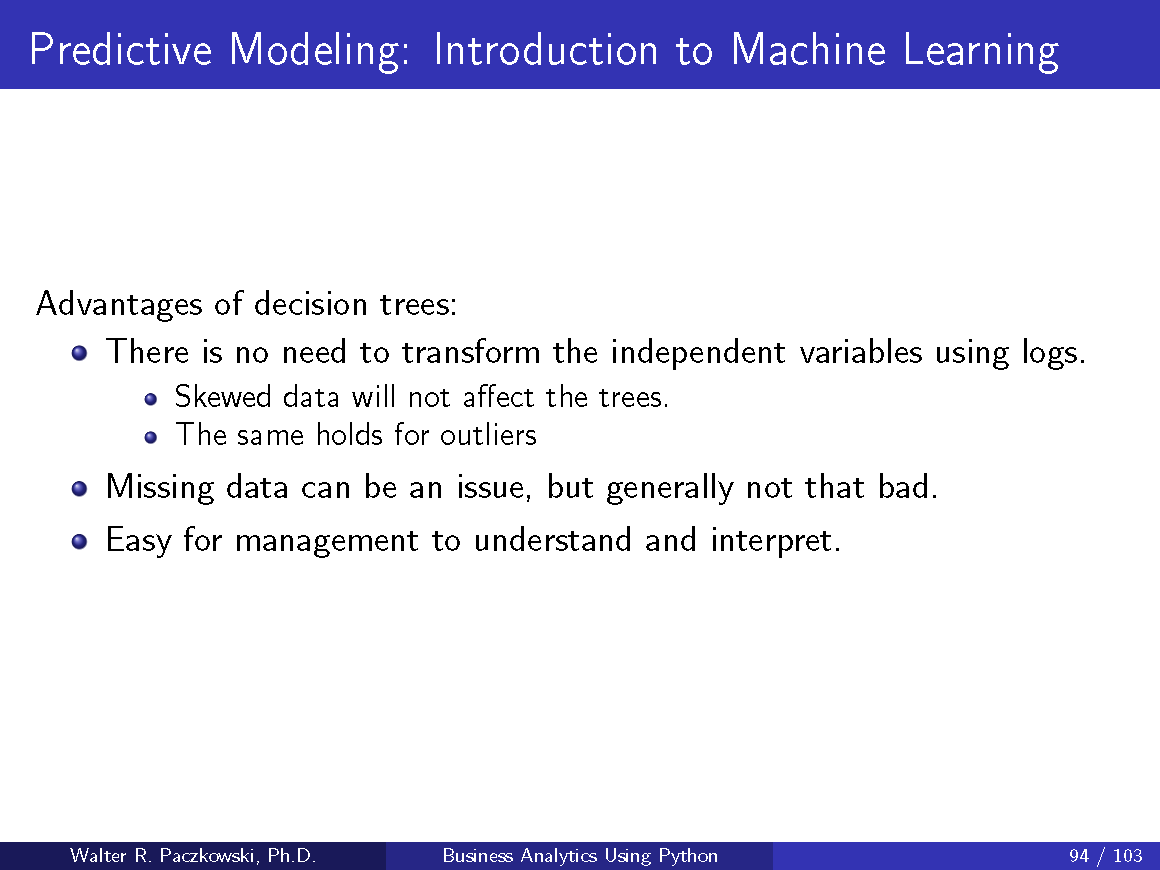 Predictive Modeling: Introduction to Machine Learning
Advantages of decision trees:
There is no need to transform the independent variables using logs.
Skewed data will not affect the trees.
The same holds for outliers
Missing data can be an issue, but generally not that bad.
Easy for management to understand and interpret.
Walter R. Paczkowski, Ph.D.
Business Analytics Using Python
94 / 103